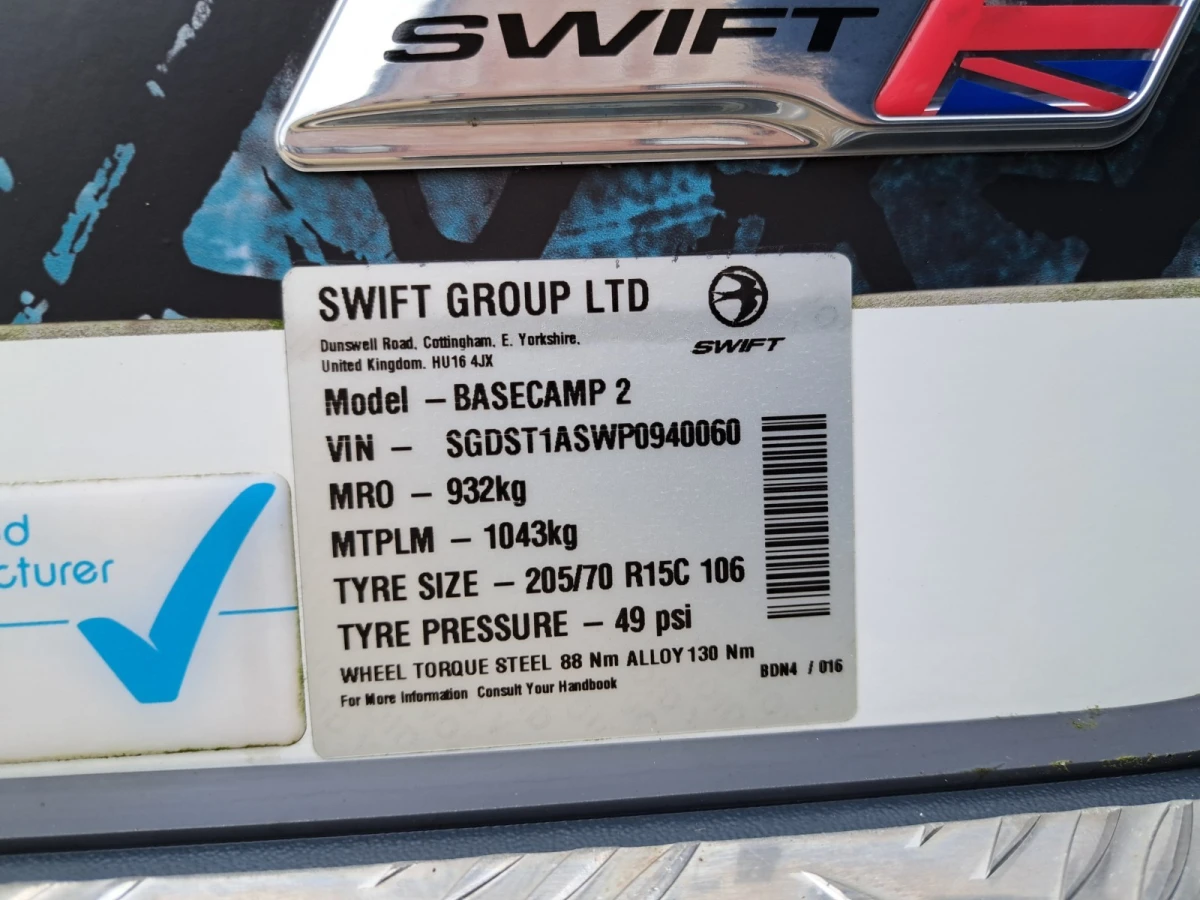 SWIFT
SWIFT GROUP LTD
SWIFT
Dunswell Road, Cottingham, E. Yorkshire,
United Kingdom. HU16 4JX
Model – BASECAMP 2
VIN – SGDST1ASWP0940060
MRO – 932kg
MTPLM – 1043kg
TYRE SIZE – 205/70 R15C 106
TYRE PRESSURE – 49 psi
WHEEL TORQUE STEEL 88 Nm ALLOY 130 Nm
BDN4 / 016
For More Information Consult Your Handbook
ed
cturer